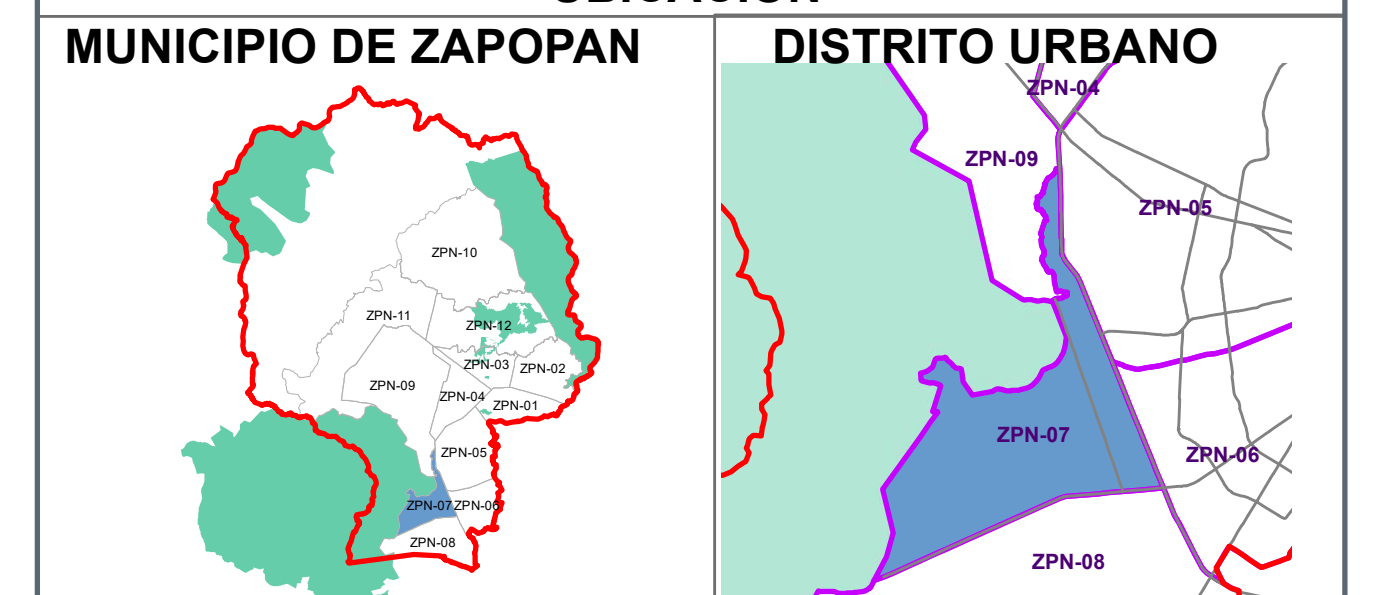 UBICACIÓN
MUNICIPIO DE ZAPOPAN
ZPN-10
ZPN-11
ZPN-12
ZPN-03
ZPN-02
ZPN-09
ZPN-04
ZPN-01
ZPN-05
ZPN-07
ZPN-06
ZPN-08
DISTRITO URBANO
ZPN-04
ZPN-09
ZPN-05
ZPN-07
ZPN-06
ZPN-08